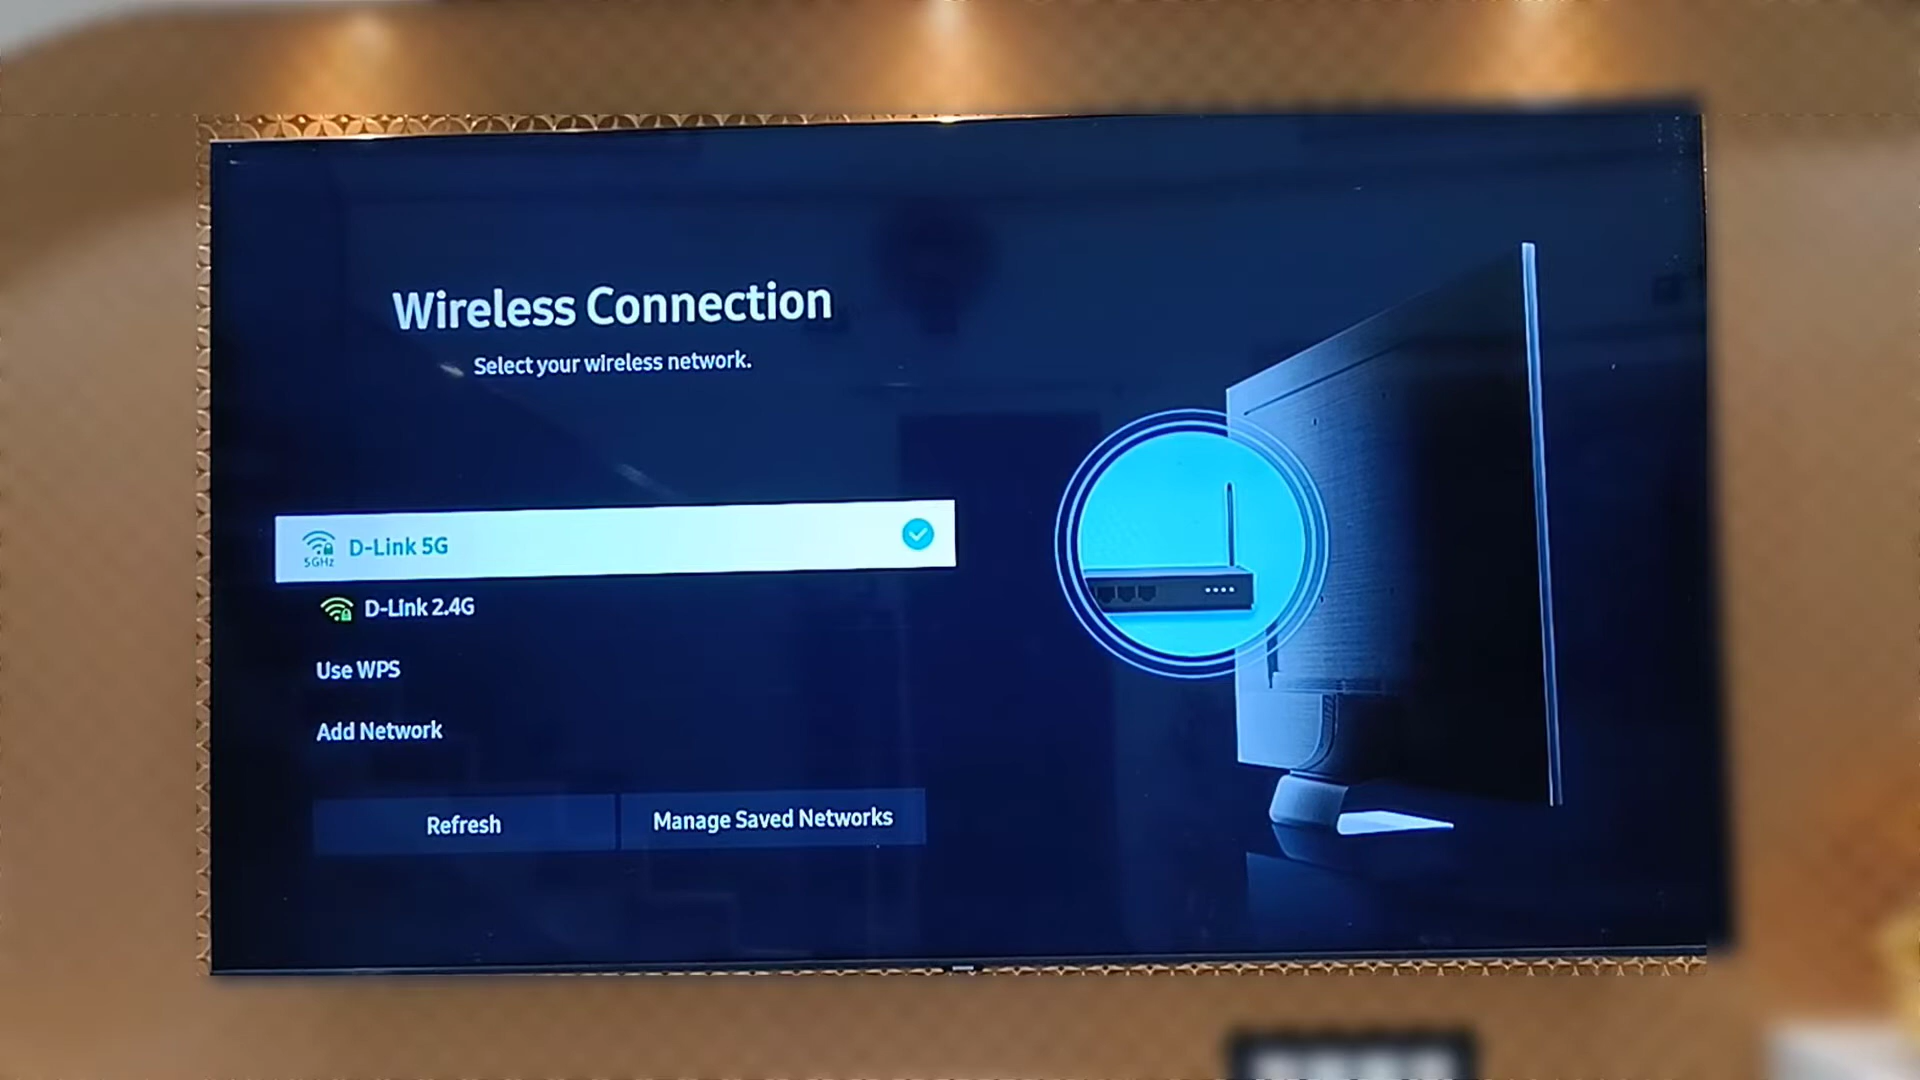 Wireless Connection
Select your wireless network.
5GHz
D-Link 5G
D-Link 2.4G
Use WPS
Add Network
Refresh
Manage Saved Networks